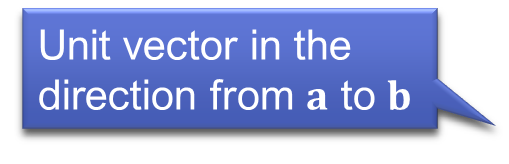 Unit vector in the
direction from a to b